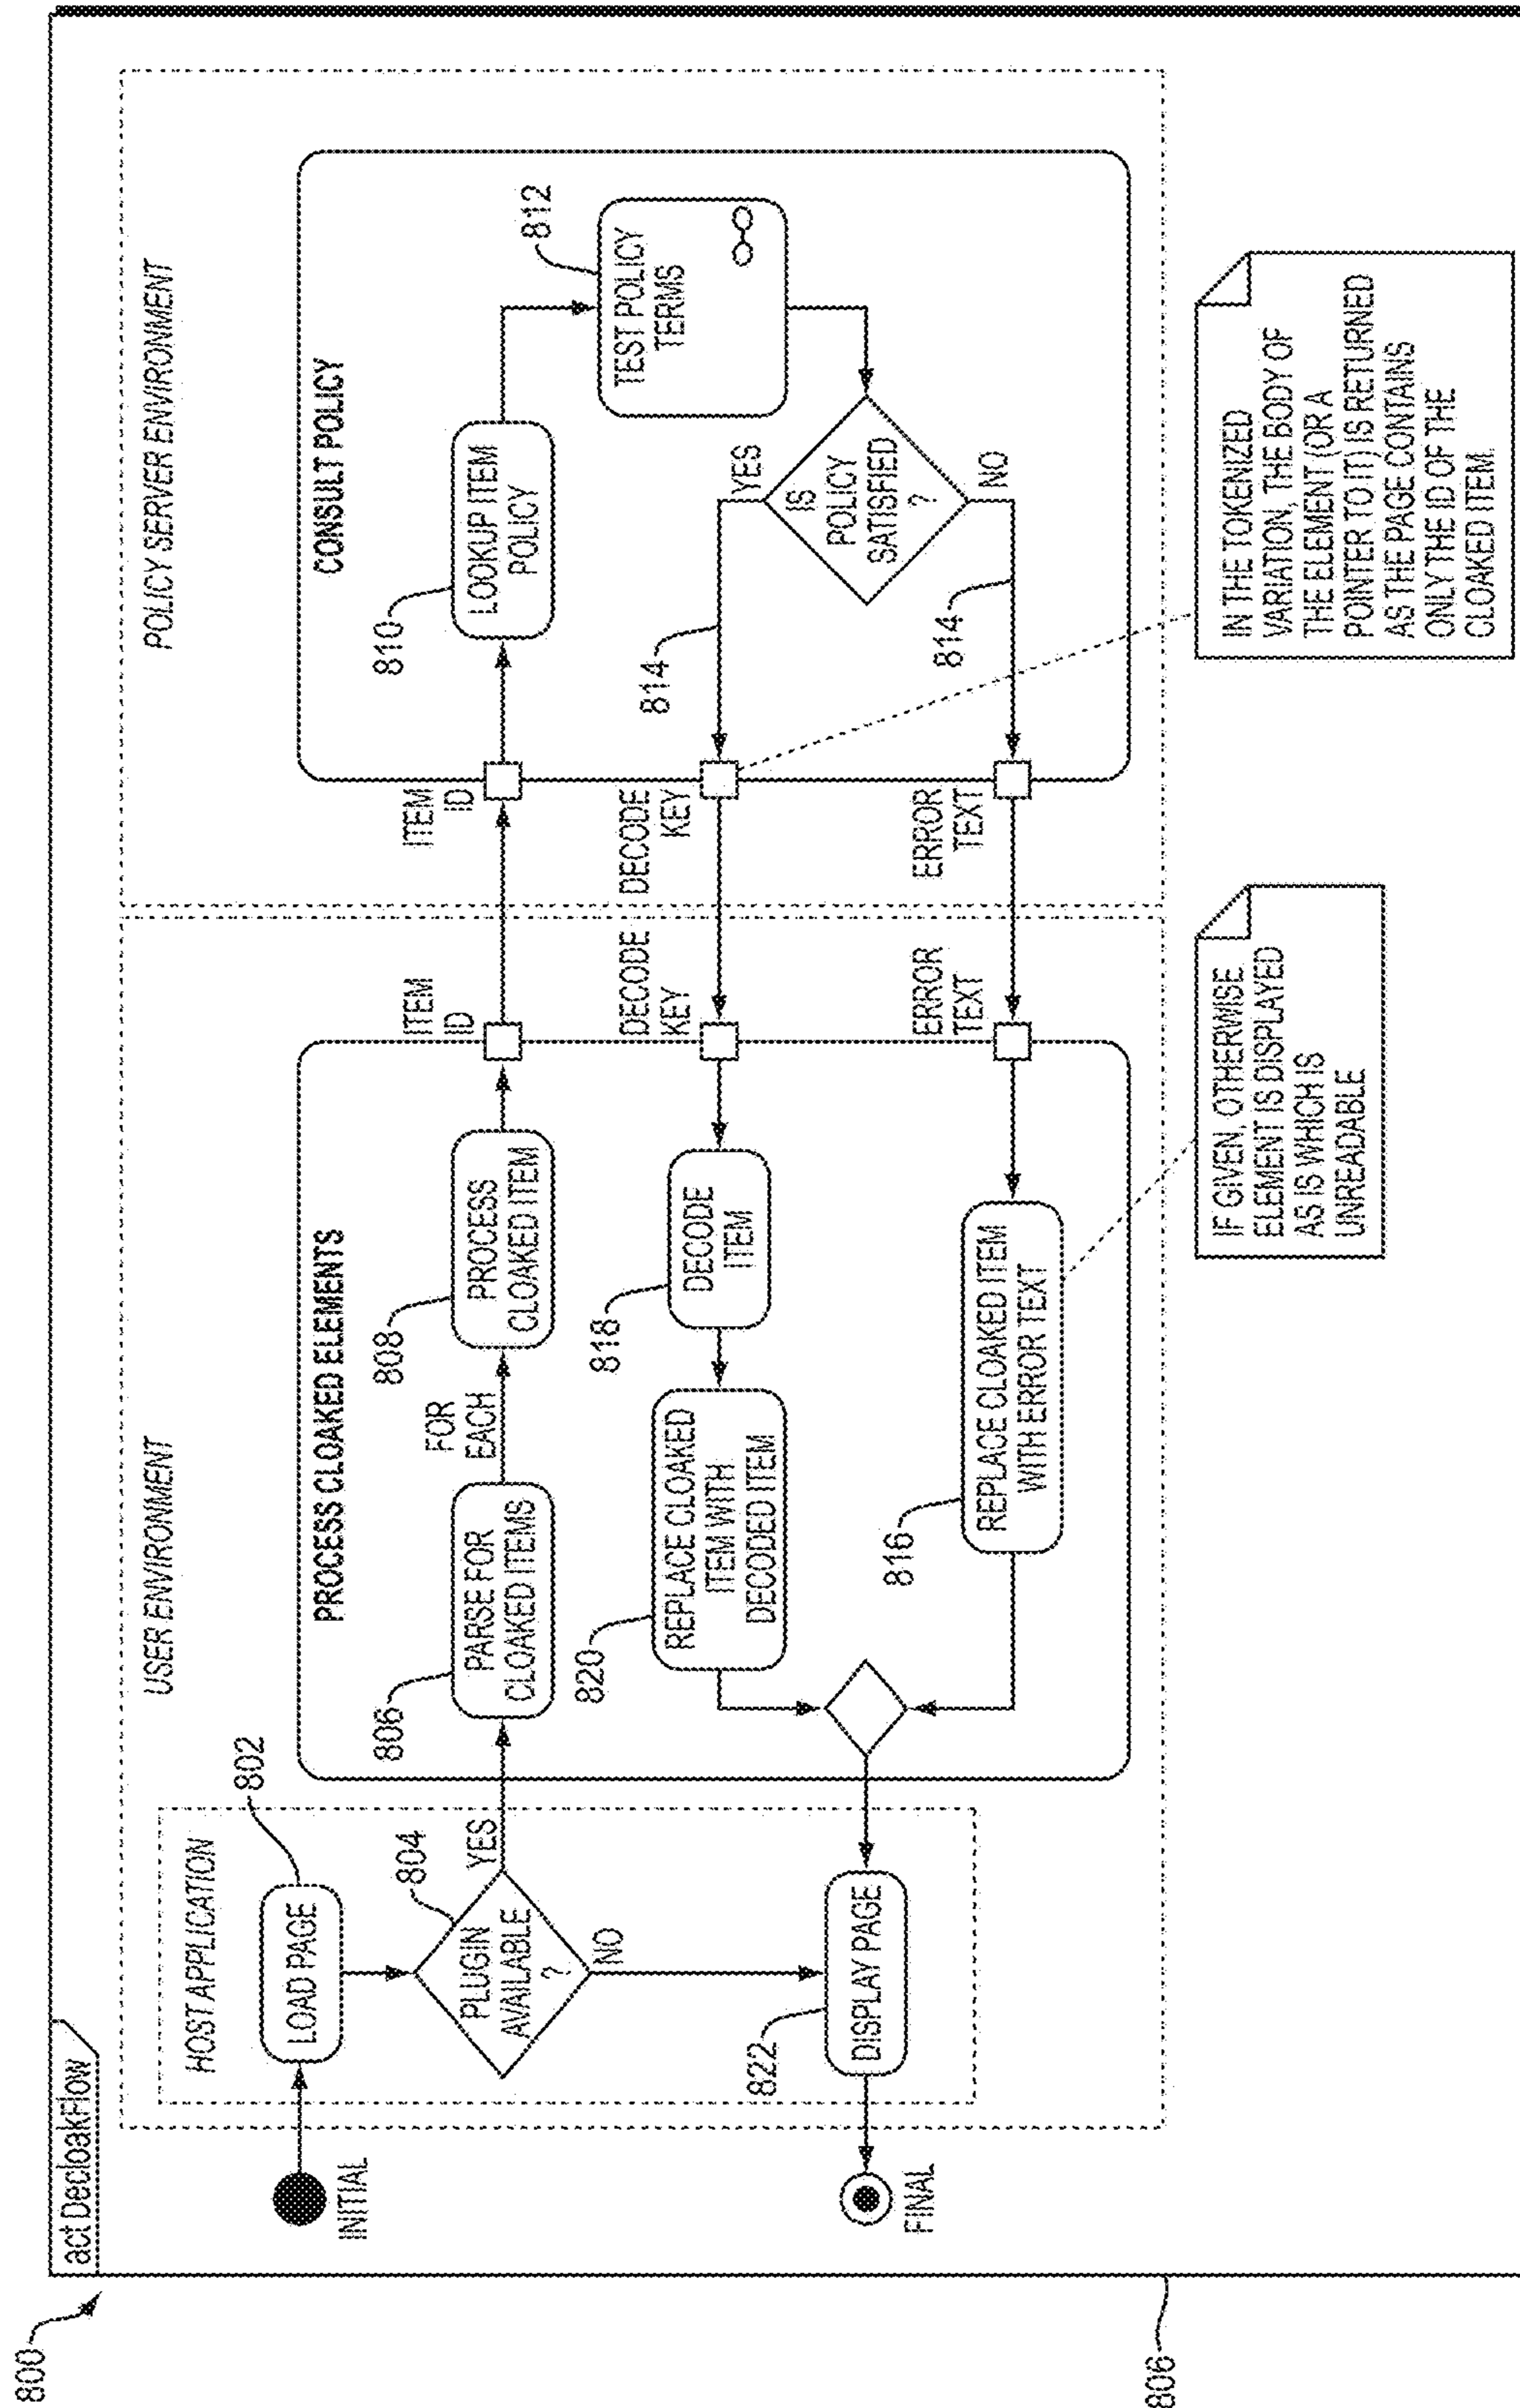 800
act DecloakFlow
USER ENVIRONMENT
POLICY SERVER ENVIRONMENT
HOST APPLICATION
INITIAL
LOAD PAGE
802
PLUGIN
AVAILABLE
?
804
YES
NO
DISPLAY PAGE
822
FINAL
PROCESS CLOAKED ELEMENTS
806
PARSE FOR
CLOAKED ITEMS
FOR
EACH
808
PROCESS
CLOAKED ITEM
ITEM
ID
820
REPLACE CLOAKED
ITEM WITH
DECODED ITEM
818
DECODE
ITEM
DECODE
KEY
816
REPLACE CLOAKED ITEM
WITH ERROR TEXT
ERROR
TEXT
CONSULT POLICY
ITEM
ID
810
LOOKUP ITEM
POLICY
812
TEST POLICY
TERMS
DECODE
KEY
814
YES
IS
POLICY
SATISFIED
?
NO
814
ERROR
TEXT
IF GIVEN, OTHERWISE
ELEMENT IS DISPLAYED
AS IS WHICH IS
UNREADABLE
IN THE TOKENIZED
VARIATION, THE BODY OF
THE ELEMENT (OR A
POINTER TO IT) IS RETURNED
AS THE PAGE CONTAINS
ONLY THE ID OF THE
CLOAKED ITEM.
806